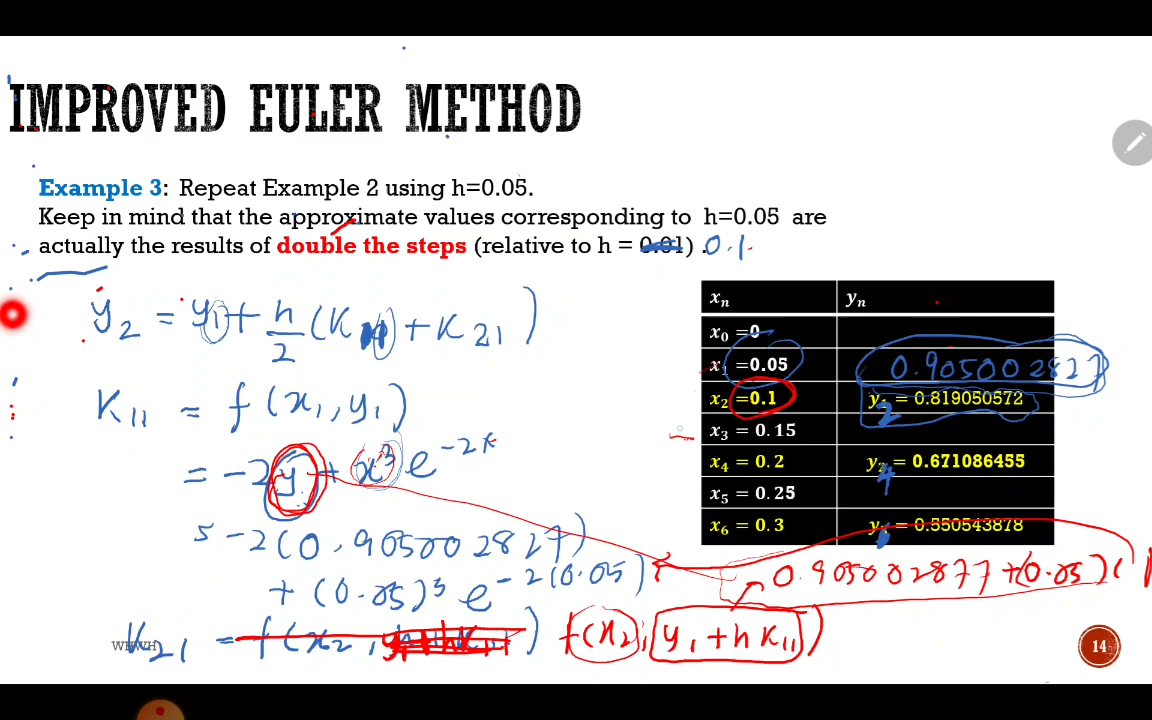 IMPROVED EULER METHOD
Example 3: Repeat Example 2 using h=0.05.
Keep in mind that the approximate values corresponding to h=0.05 are
actually the results of double the steps (relative to h = 0.01) . 0.1
y₂ = y₁ + h/2 (K₁₁ + K₂₁)
K₁₁ = f(x₁, y₁)
= -2y + x³ e^-2x
= -2(0.905002827)
+ (0.05)³ e^-2(0.05)
K₂₁ = f(x₂, y₁ + hK₁₁) f(x₂, y₁ + h K₁₁)
xₙ yₙ
x₀ =0
x₁ =0.05 0.905002827
x₂ =0.1 y₂ = 0.819050572
x₃ = 0.15
x₄ = 0.2 y₄ = 0.671086455
x₅ = 0.25
x₆ = 0.3 y₆ = 0.550543878
0.905002877 + (0.05)(
WHWH
14